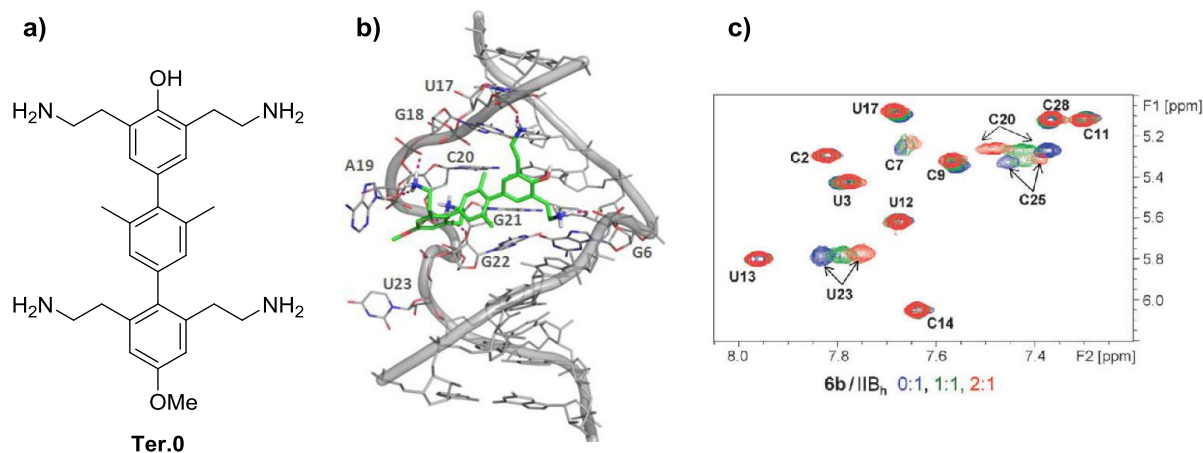 a)
OH
H2N NH2
H2N NH2
OMe
Ter.0
b)
U17
G18
A19
C20
G21
G22
G6
U23
c)
F1 [ppm]
U17 C28
C20 C11
C7
C2 C9 5.2
U3 C25 5.4
U12
5.6
U13 5.8
U23
C14 6.0
8.0 7.8 7.6 7.4 F2 [ppm]
6b/IIBh 0:1, 1:1, 2:1